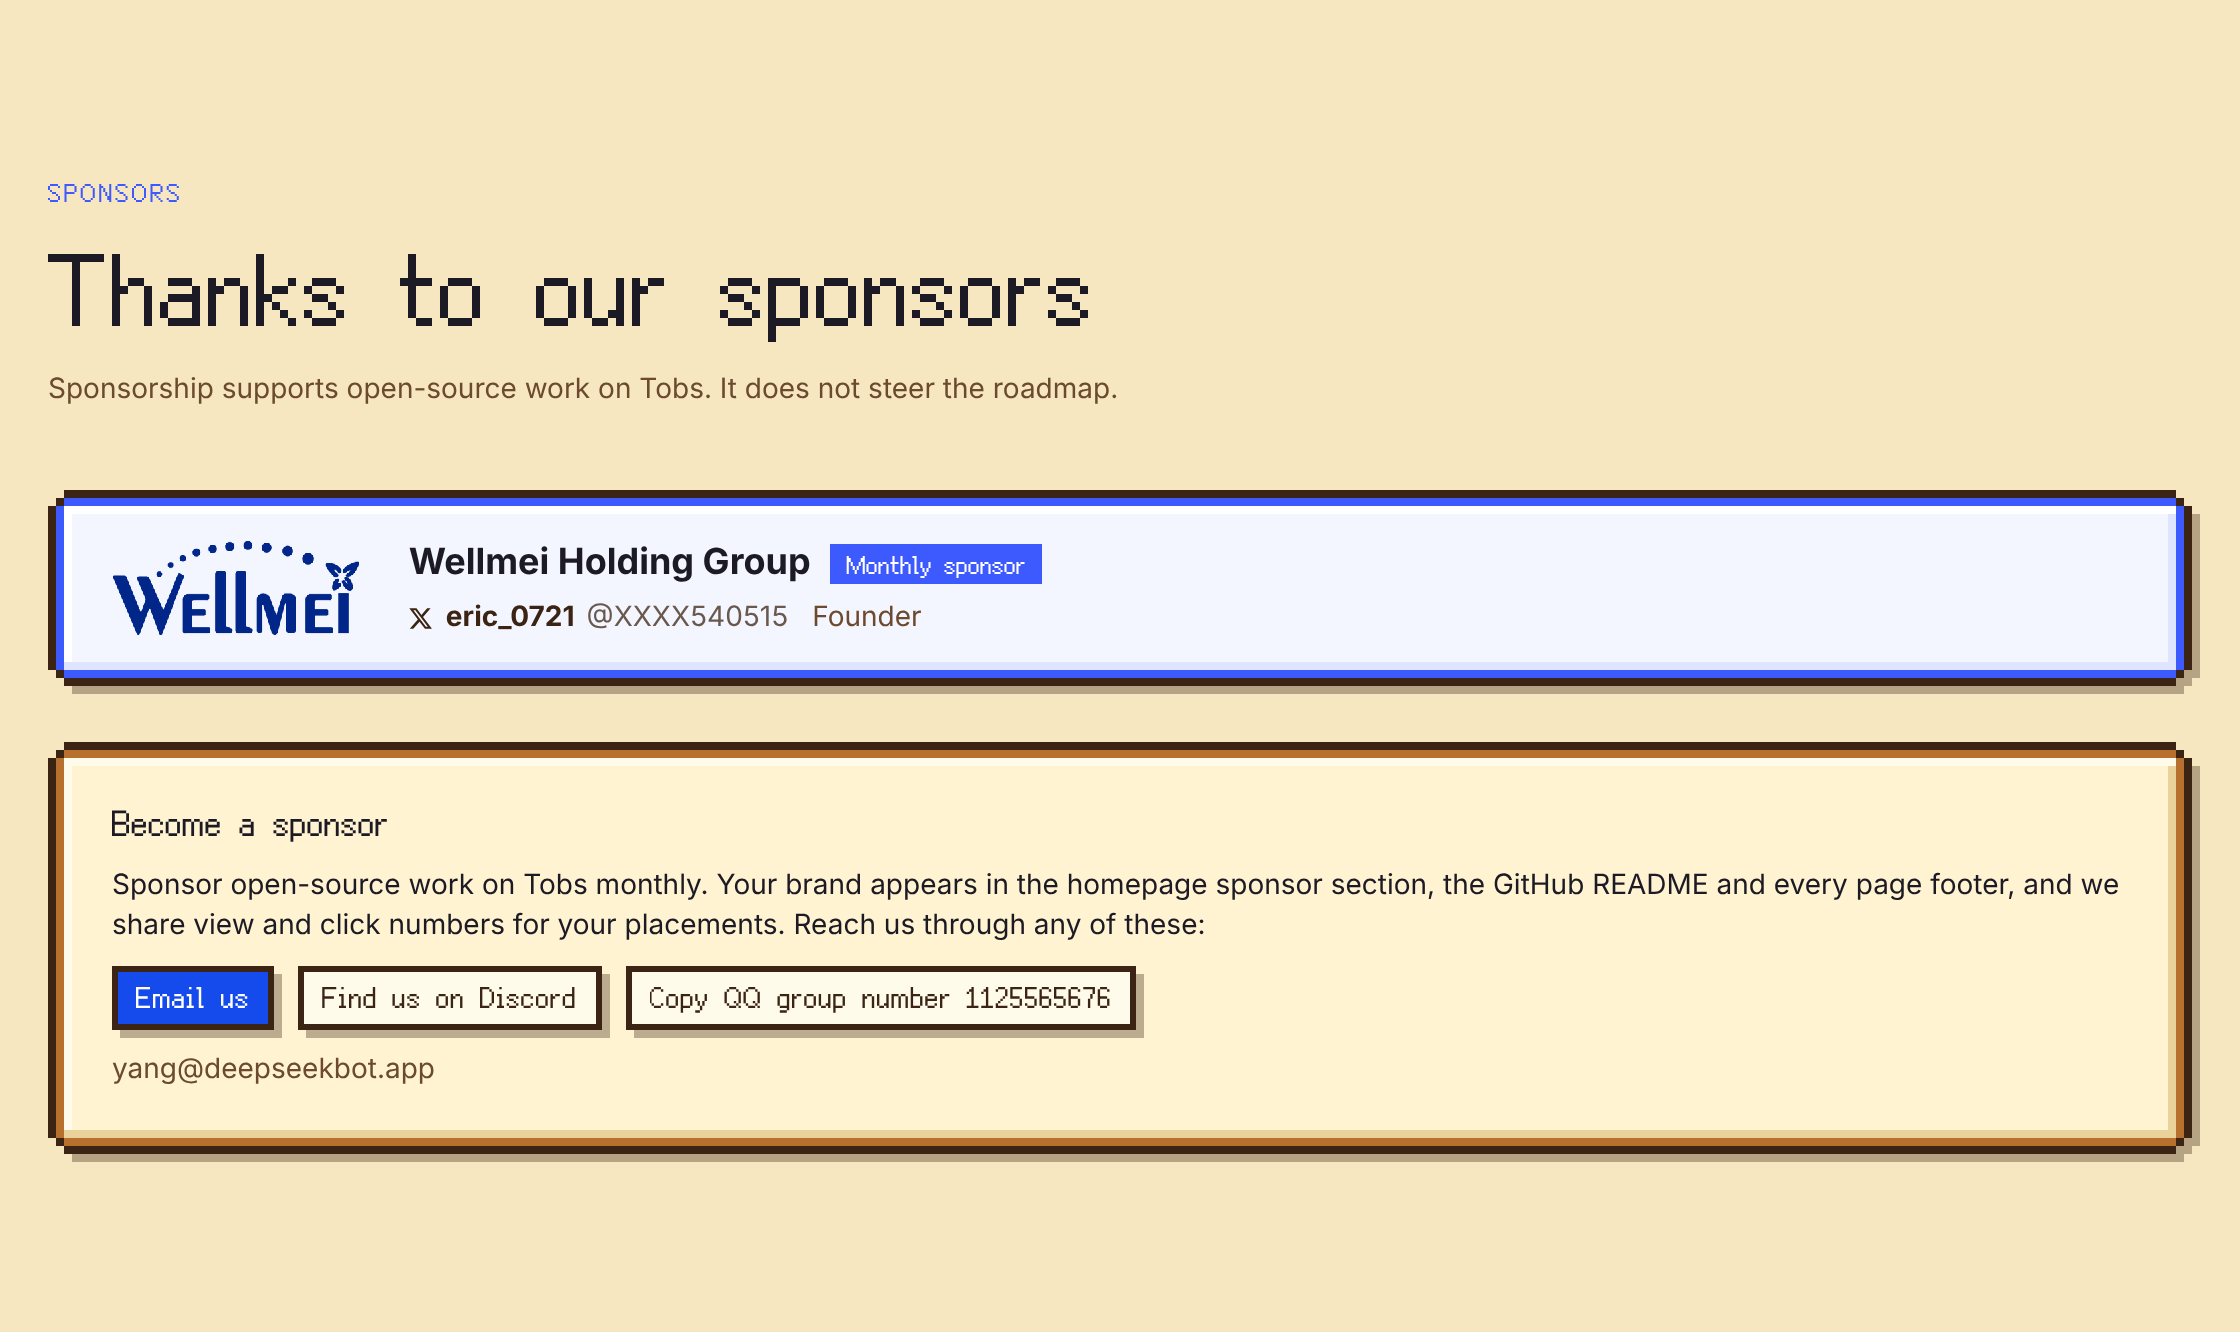 SPONSORS
Thanks to our sponsors
Sponsorship supports open-source work on Tobs. It does not steer the roadmap.
WEllMEi
Wellmei Holding Group Monthly sponsor
eric_0721 @XXXX540515 Founder
Become a sponsor
Sponsor open-source work on Tobs monthly. Your brand appears in the homepage sponsor section, the GitHub README and every page footer, and we
share view and click numbers for your placements. Reach us through any of these:
Email us Find us on Discord Copy QQ group number 1125565676
yang@deepseekbot.app